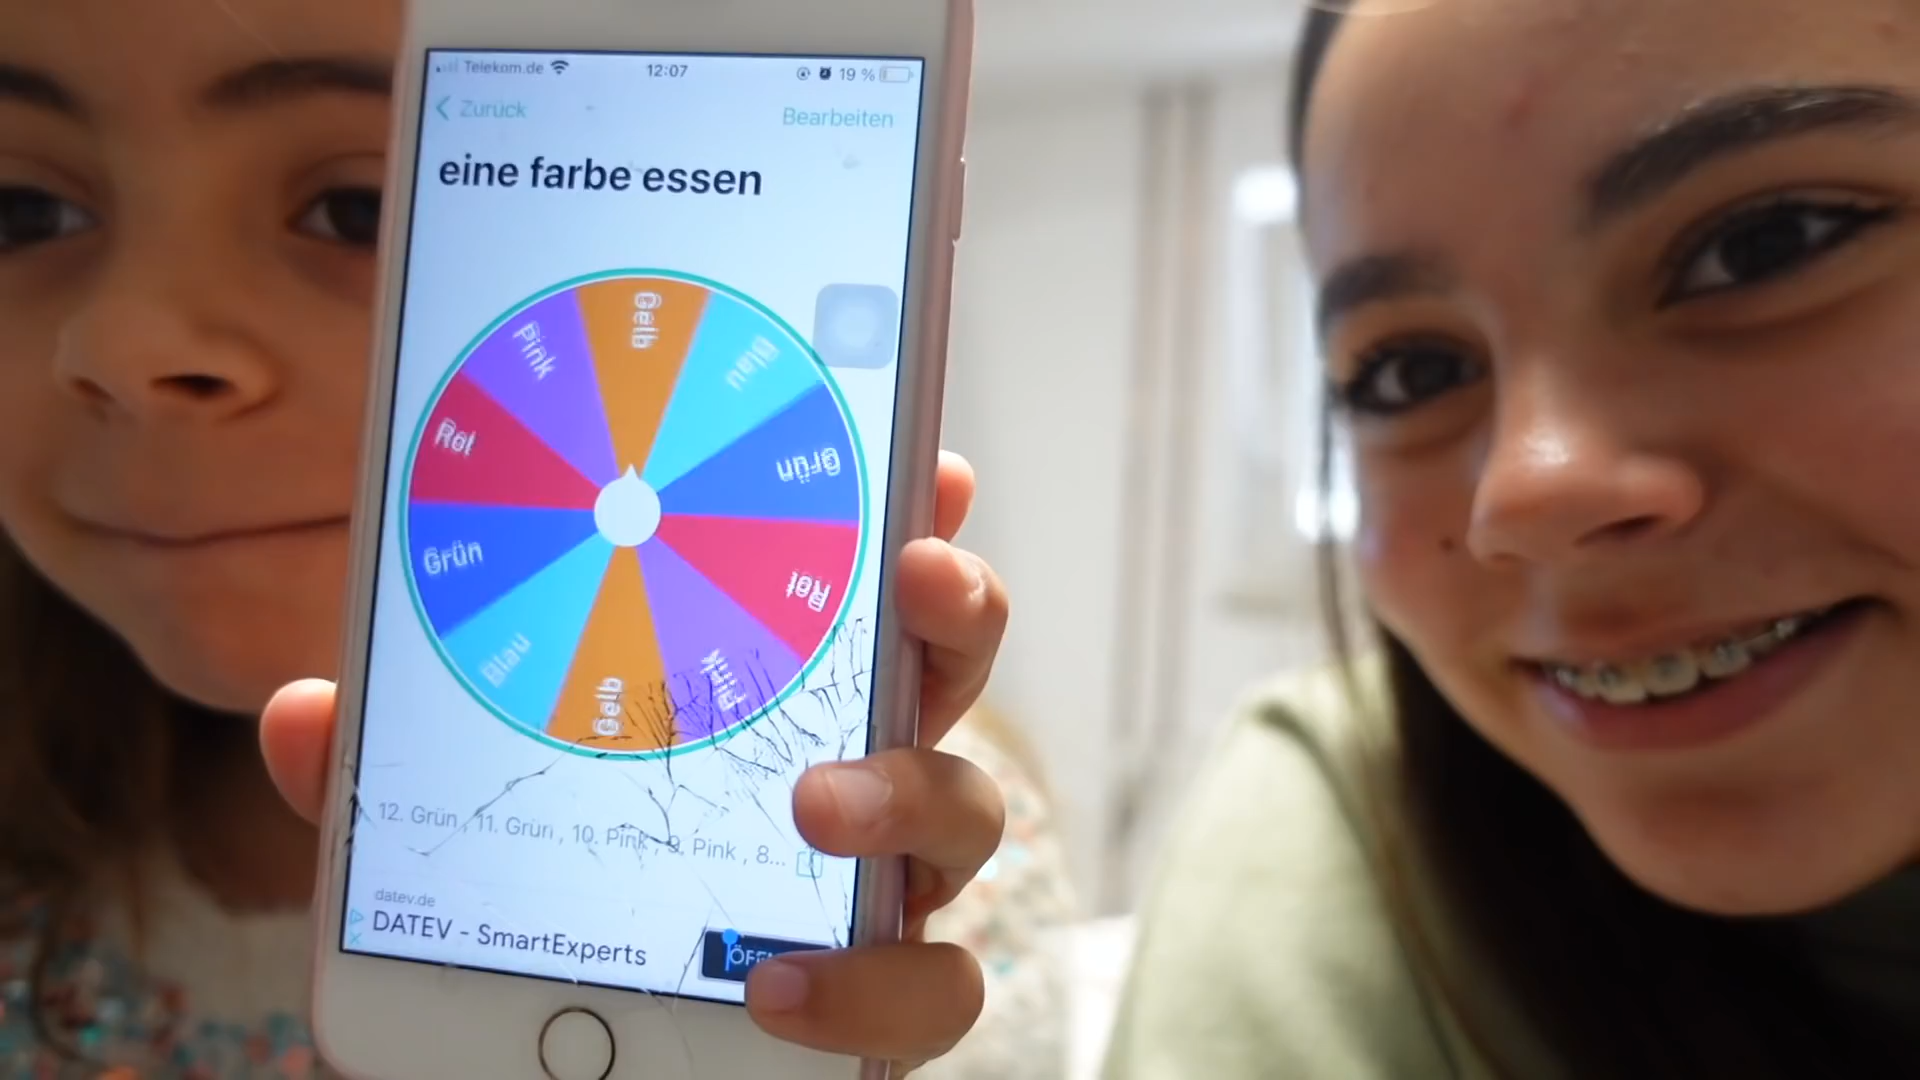 Telekom.de 12:07 19 %
Zurück Bearbeiten
eine farbe essen
Gelb
Blau
Grün
Rot
Pink
Gelb
Blau
Grün
Rot
Pink
12. Grün , 11. Grün , 10. Pink , 9. Pink , 8...
datev.de
DATEV - SmartExperts